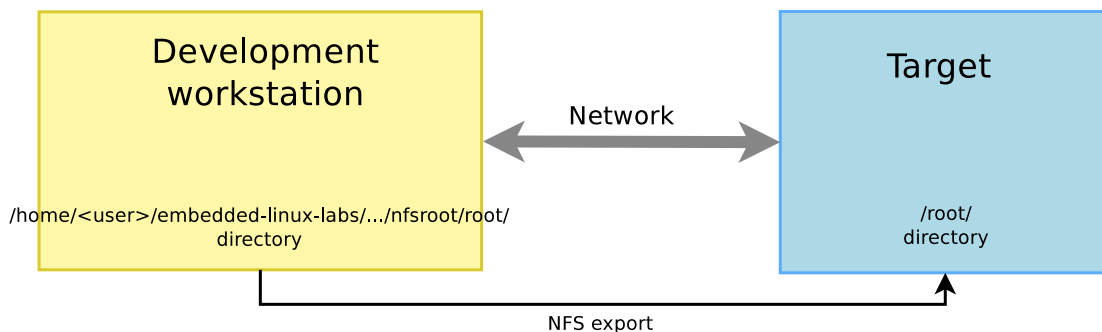 Development
workstation
Target
Network
/home/<user>/embedded-linux-labs/.../nfsroot/root/
directory
/root/
directory
NFS export